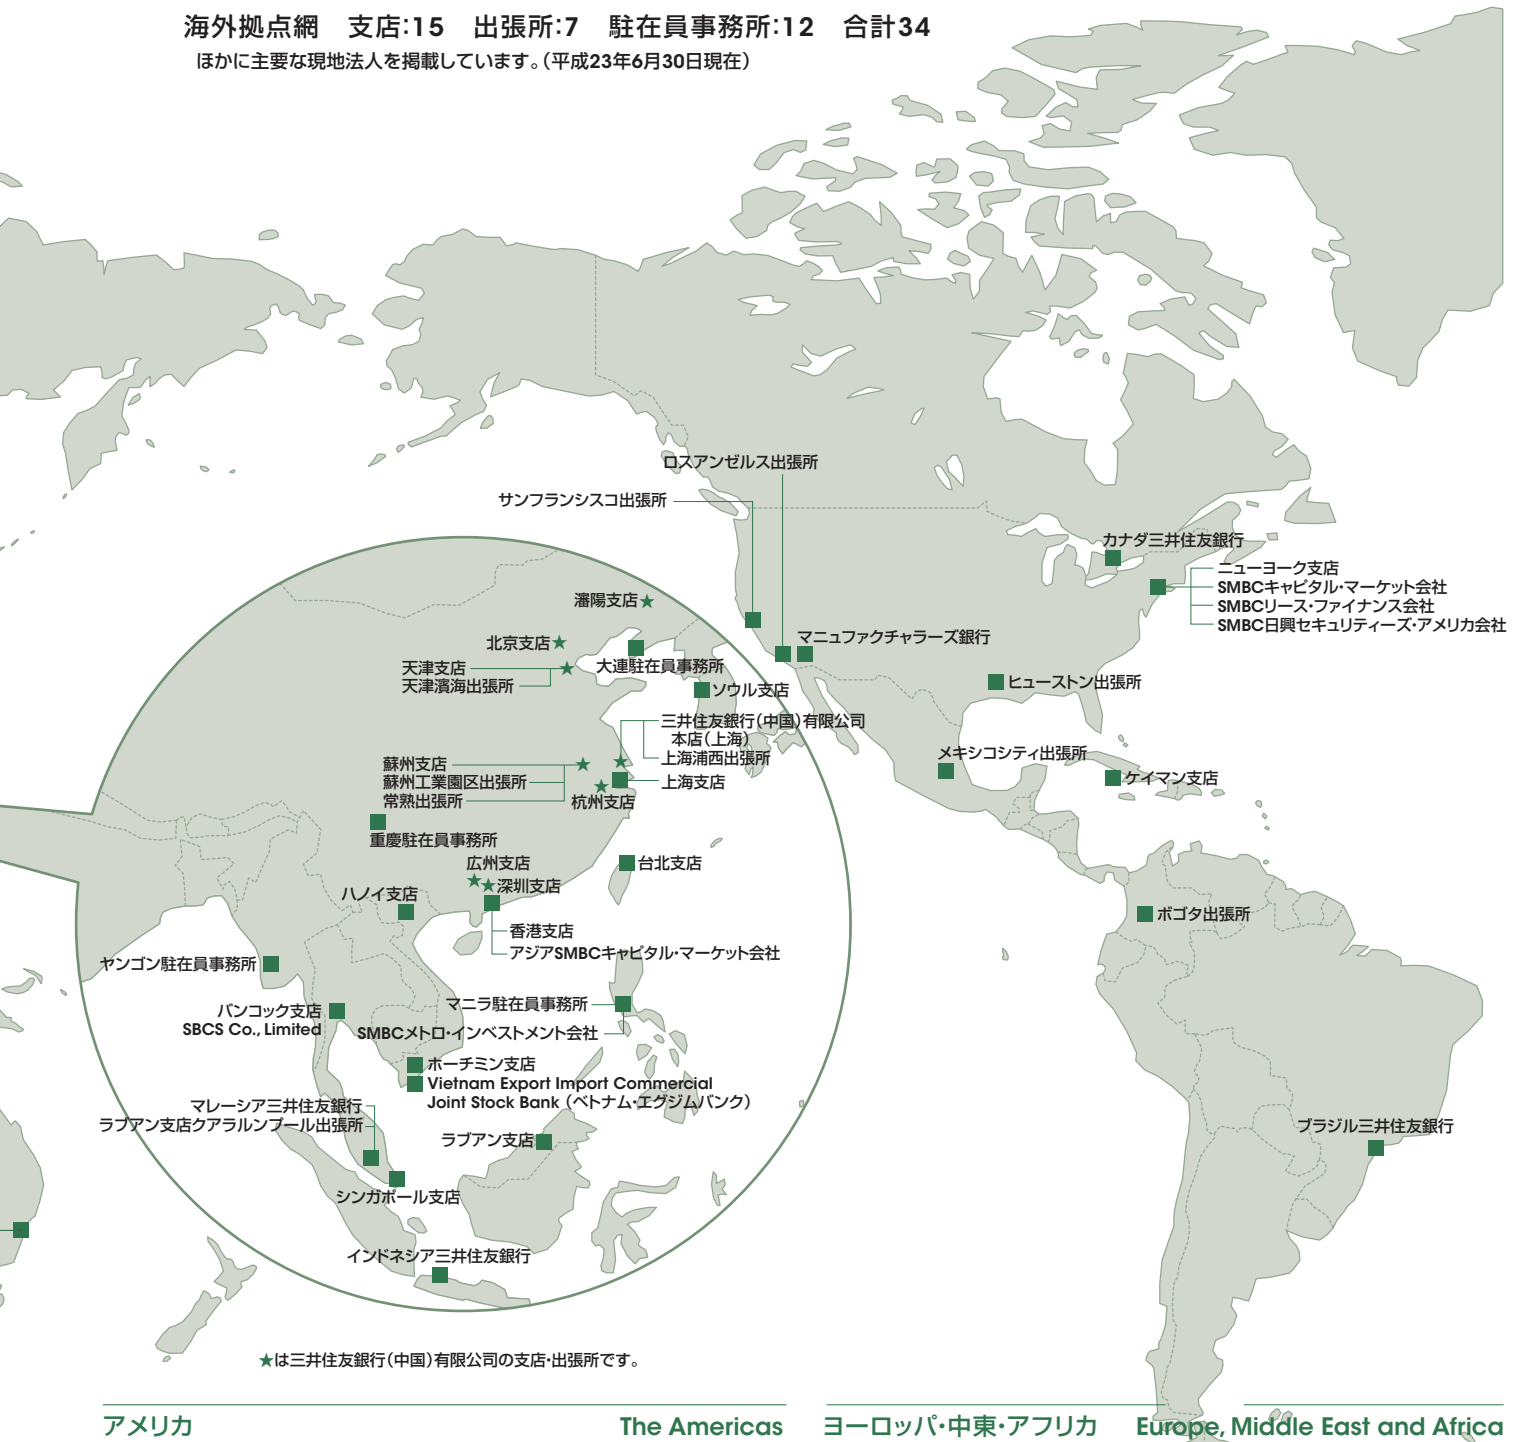 海外拠点網　支店:15　出張所:7　駐在員事務所:12　合計34
ほかに主要な現地法人を掲載しています。(平成23年6月30日現在)
ロスアンゼルス出張所
サンフランシスコ出張所
カナダ三井住友銀行
ニューヨーク支店
SMBCキャピタル・マーケット会社
SMBCリース・ファイナンス会社
SMBC日興セキュリティーズ・アメリカ会社
マニュファクチャラーズ銀行
ヒューストン出張所
メキシコシティ出張所
ケイマン支店
ボゴタ出張所
ブラジル三井住友銀行
瀋陽支店★
北京支店★
天津支店
天津濱海出張所
★
大連駐在員事務所
ソウル支店
三井住友銀行(中国)有限公司
本店(上海)
上海浦西出張所
★
上海支店
蘇州支店
蘇州工業園区出張所
常熟出張所
★
★
杭州支店
重慶駐在員事務所
広州支店
★★深圳支店
台北支店
ハノイ支店
香港支店
アジアSMBCキャピタル・マーケット会社
ヤンゴン駐在員事務所
バンコック支店
SBCS Co., Limited
マニラ駐在員事務所
SMBCメトロ・インベストメント会社
ホーチミン支店
Vietnam Export Import Commercial
Joint Stock Bank (ベトナム・エグジムバンク)
マレーシア三井住友銀行
ラブアン支店クアラルンプール出張所
ラブアン支店
シンガポール支店
インドネシア三井住友銀行
★は三井住友銀行(中国)有限公司の支店・出張所です。
アメリカ　The Americas
ヨーロッパ・中東・アフリカ　Europe, Middle East and Africa